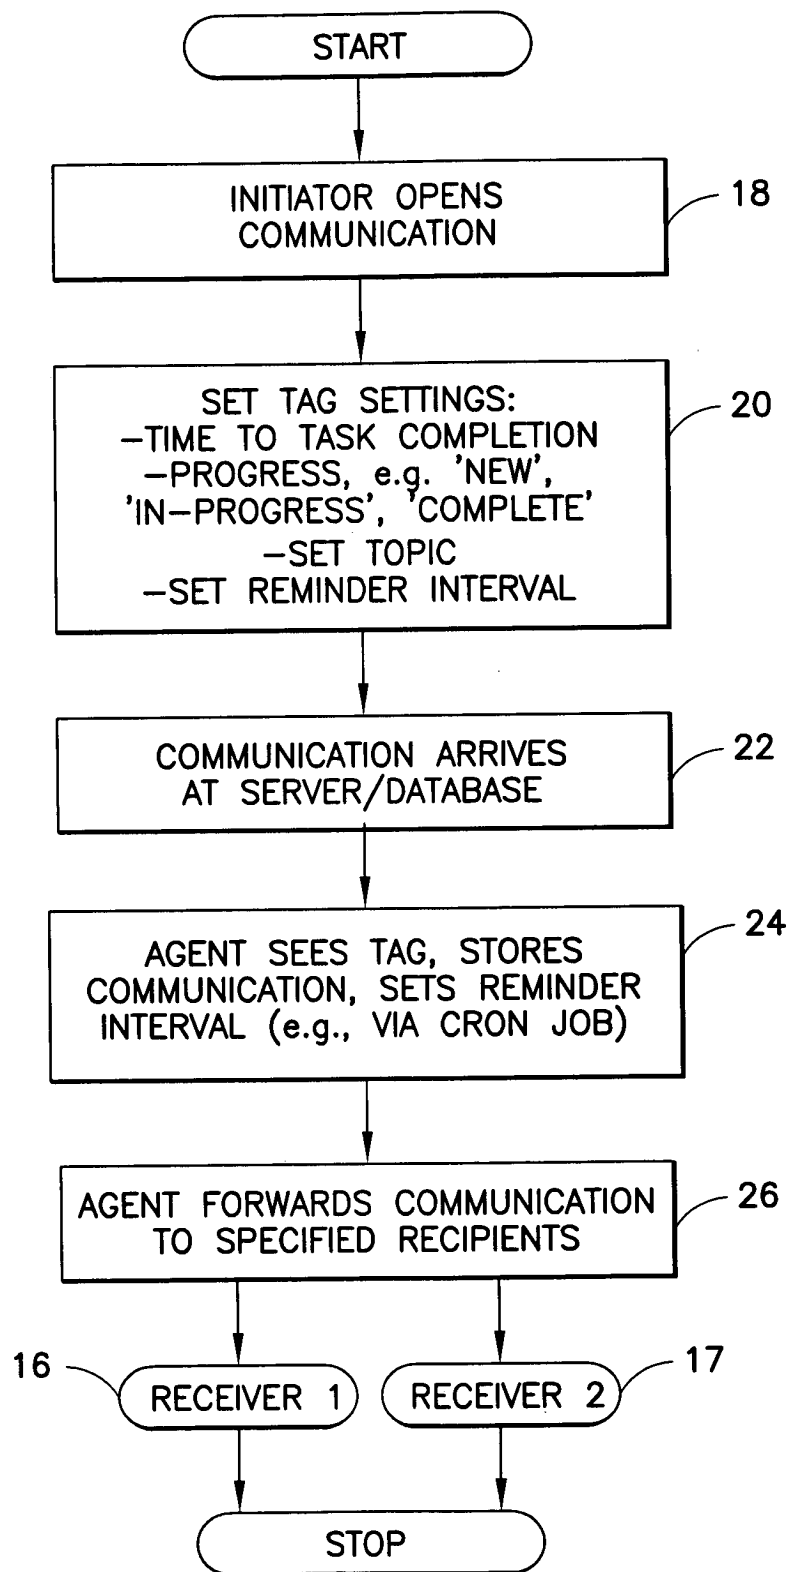 START
INITIATOR OPENS
COMMUNICATION
18
SET TAG SETTINGS:
-TIME TO TASK COMPLETION
-PROGRESS, e.g. 'NEW',
'IN-PROGRESS', 'COMPLETE'
-SET TOPIC
-SET REMINDER INTERVAL
20
COMMUNICATION ARRIVES
AT SERVER/DATABASE
22
AGENT SEES TAG, STORES
COMMUNICATION, SETS REMINDER
INTERVAL (e.g., VIA CRON JOB)
24
AGENT FORWARDS COMMUNICATION
TO SPECIFIED RECIPIENTS
26
16
RECEIVER 1
RECEIVER 2
17
STOP